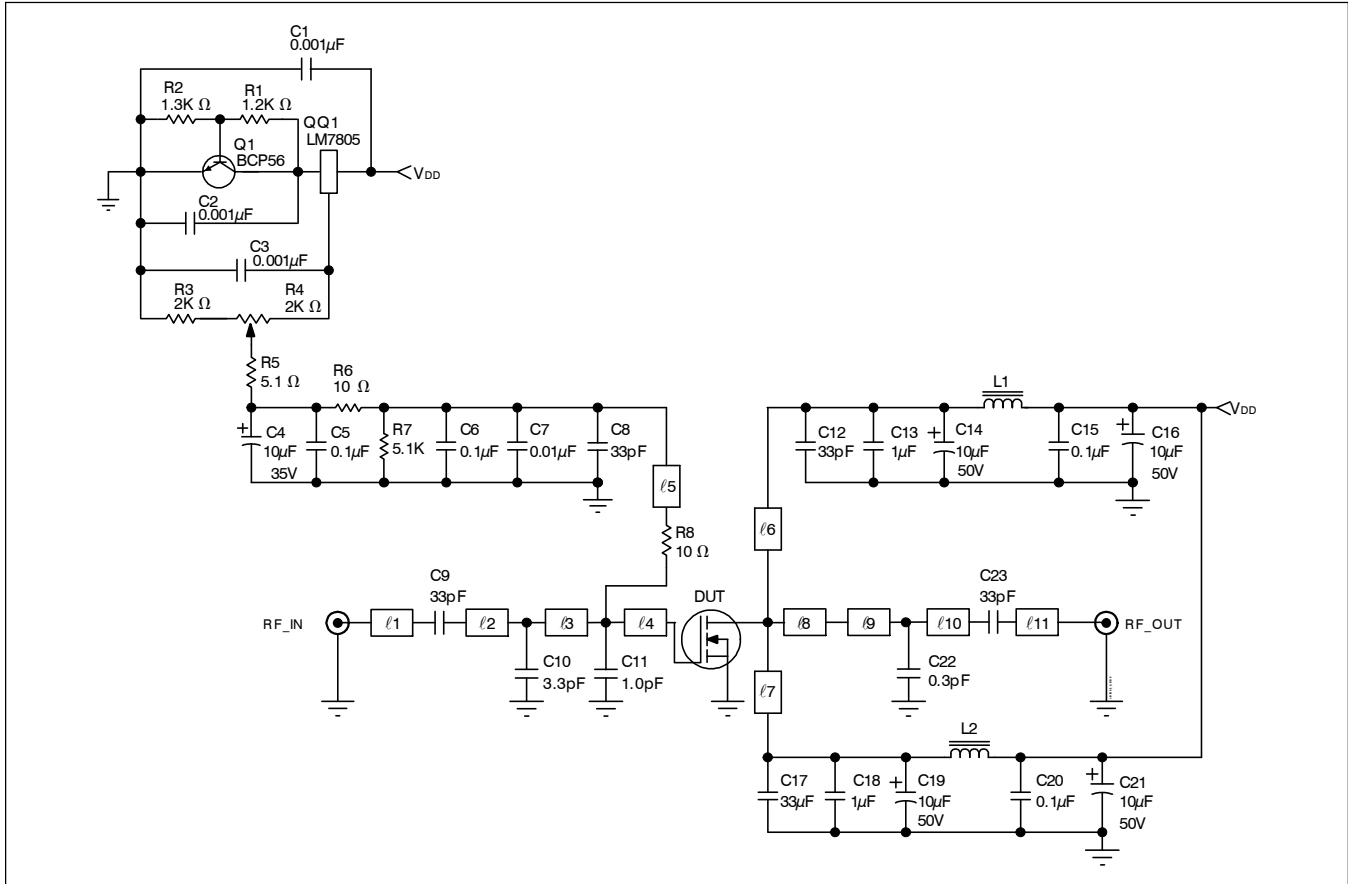 C1
0.001µF
R2
1.3K Ω
R1
1.2K Ω
QQ1
LM7805
Q1
BCP56
VDD
C2
0.001µF
C3
0.001µF
R3
2K Ω
R4
2K Ω
R5
5.1 Ω
R6
10 Ω
L1
VDD
+
C4
10µF
35V
C5
0.1µF
R7
5.1K
C6
0.1µF
C7
0.01µF
C8
33pF
ℓ5
C12
33pF
C13
1µF
+
C14
10µF
50V
C15
0.1µF
+
C16
10µF
50V
ℓ6
R8
10 Ω
C9
33pF
DUT
C23
33pF
RF_IN
ℓ1
ℓ2
ℓ3
ℓ4
ℓ8
ℓ9
ℓ10
ℓ11
RF_OUT
C10
3.3pF
C11
1.0pF
C22
0.3pF
ℓ7
L2
C17
33µF
C18
1µF
+
C19
10µF
50V
C20
0.1µF
+
C21
10µF
50V